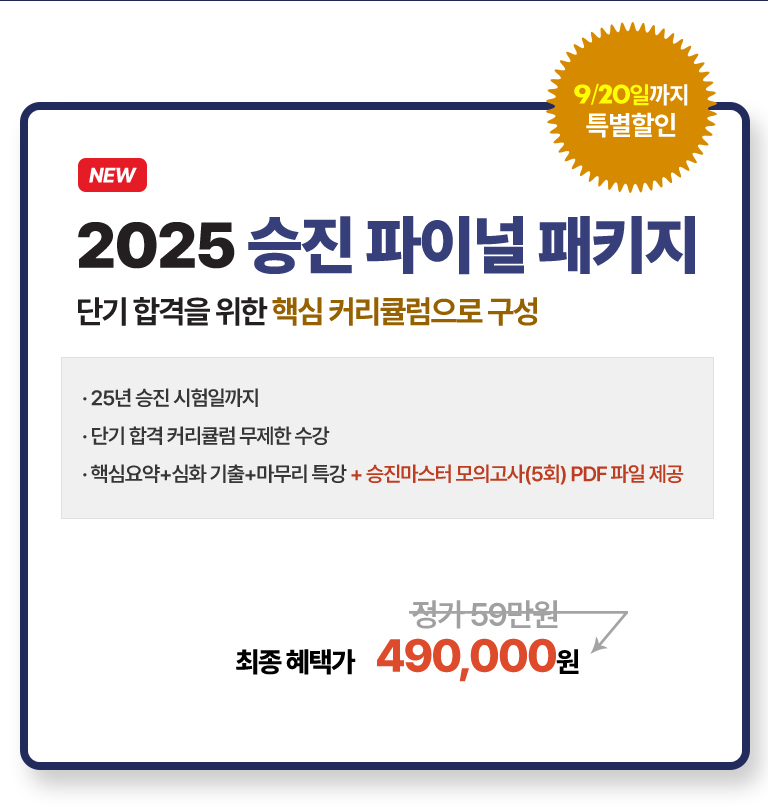 9/20일까지
특별할인
NEW
2025 승진 파이널 패키지
단기 합격을 위한 핵심 커리큘럼으로 구성
· 25년 승진 시험일까지
· 단기 합격 커리큘럼 무제한 수강
· 핵심요약+심화 기출+마무리 특강 + 승진마스터 모의고사(5회) PDF 파일 제공
정가 59만원
최종 혜택가 490,000원